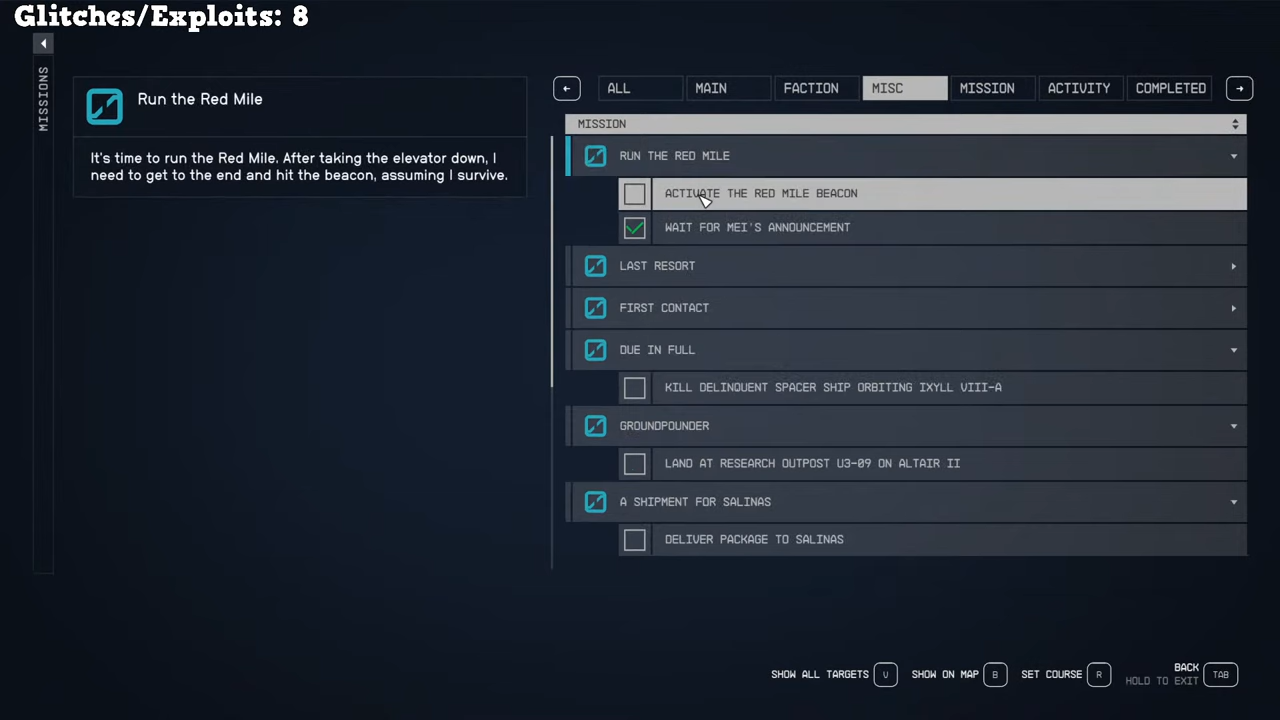 Glitches/Exploits: 8
MISSIONS
Run the Red Mile
It's time to run the Red Mile. After taking the elevator down, I
need to get to the end and hit the beacon, assuming I survive.
ALL MAIN FACTION MISC MISSION ACTIVITY COMPLETED
MISSION
RUN THE RED MILE
ACTIVATE THE RED MILE BEACON
WAIT FOR MEI'S ANNOUNCEMENT
LAST RESORT
FIRST CONTACT
DUE IN FULL
KILL DELINQUENT SPACER SHIP ORBITING IXYLL VIII-A
GROUNDPOUNDER
LAND AT RESEARCH OUTPOST U3-09 ON ALTAIR II
A SHIPMENT FOR SALINAS
DELIVER PACKAGE TO SALINAS
SHOW ALL TARGETS V SHOW ON MAP B SET COURSE R BACK TAB
HOLD TO EXIT